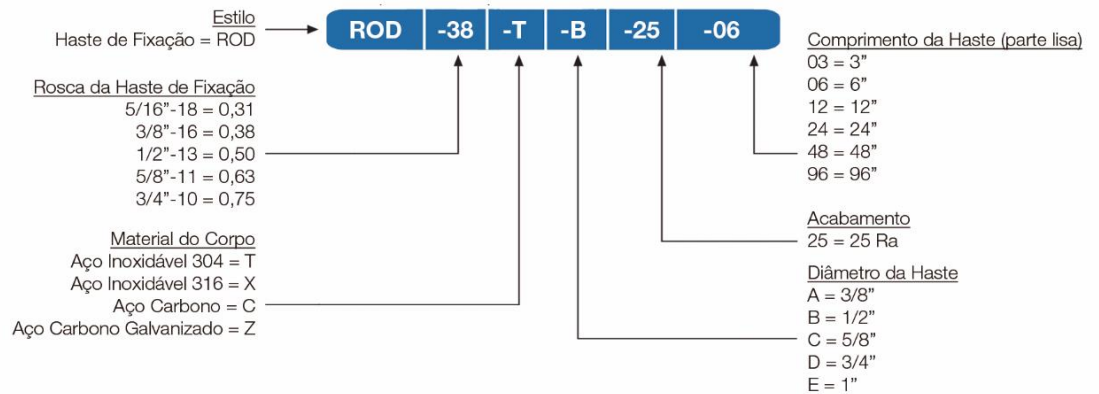 Estilo
Haste de Fixação = ROD
ROD -38 -T -B -25 -06
Rosca da Haste de Fixação
5/16”-18 = 0,31
3/8”-16 = 0,38
1/2”-13 = 0,50
5/8”-11 = 0,63
3/4”-10 = 0,75
Material do Corpo
Aço Inoxidável 304 = T
Aço Inoxidável 316 = X
Aço Carbono = C
Aço Carbono Galvanizado = Z
Comprimento da Haste (parte lisa)
03 = 3”
06 = 6”
12 = 12”
24 = 24”
48 = 48”
96 = 96”
Acabamento
25 = 25 Ra
Diâmetro da Haste
A = 3/8”
B = 1/2”
C = 5/8”
D = 3/4”
E = 1”